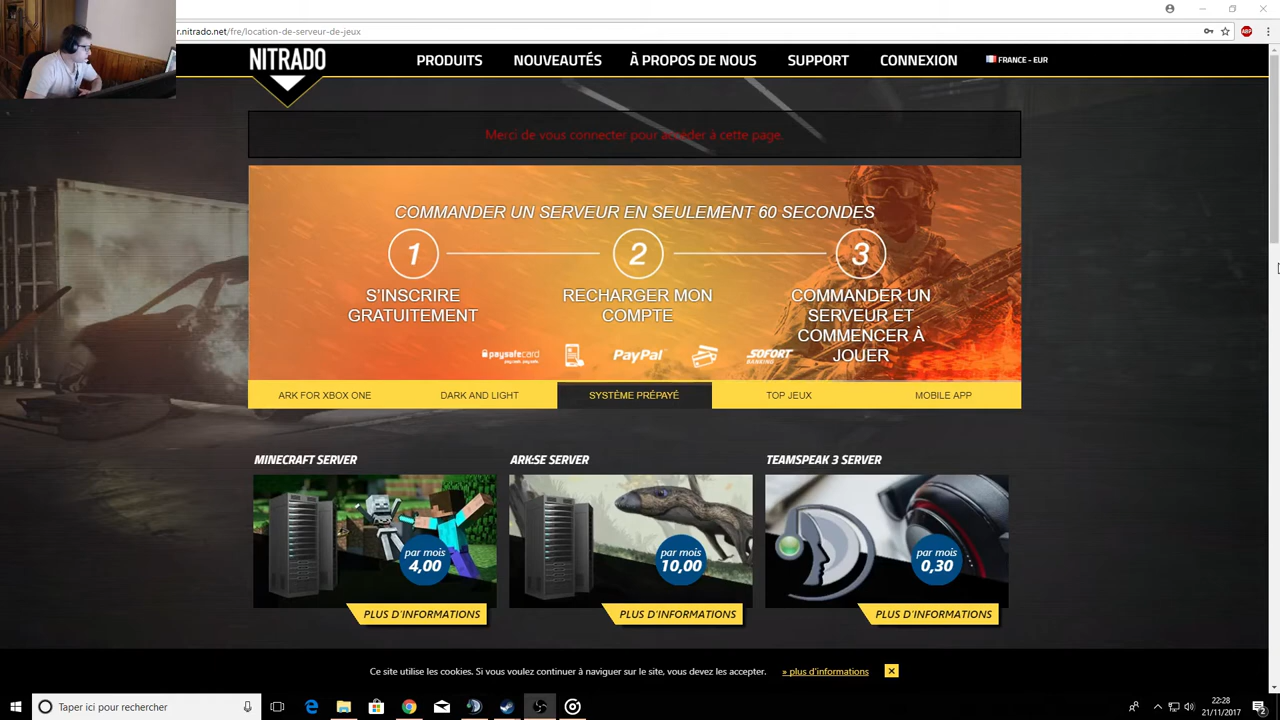 r.nitrado.net/fre/location-de-serveur-de-jeux
ABP
NITRADO
PRODUITS
NOUVEAUTÉS
À PROPOS DE NOUS
SUPPORT
CONNEXION
FRANCE - EUR
Merci de vous connecter pour accéder à cette page.
COMMANDER UN SERVEUR EN SEULEMENT 60 SECONDES
1
2
3
S'INSCRIRE
GRATUITEMENT
RECHARGER MON
COMPTE
COMMANDER UN
SERVEUR ET
COMMENCER À
JOUER
paysafecard
PayPal
SOFORT
BANKING
ARK FOR XBOX ONE
DARK AND LIGHT
SYSTÈME PRÉPAYÉ
TOP JEUX
MOBILE APP
MINECRAFT SERVER
ARK:SE SERVER
TEAMSPEAK 3 SERVER
par mois
4,00
par mois
10,00
par mois
0,30
PLUS D'INFORMATIONS
PLUS D'INFORMATIONS
PLUS D'INFORMATIONS
Ce site utilise les cookies. Si vous voulez continuer à naviguer sur le site, vous devez les accepter.
» plus d'informations
Taper ici pour rechercher
22:28
21/11/2017
2